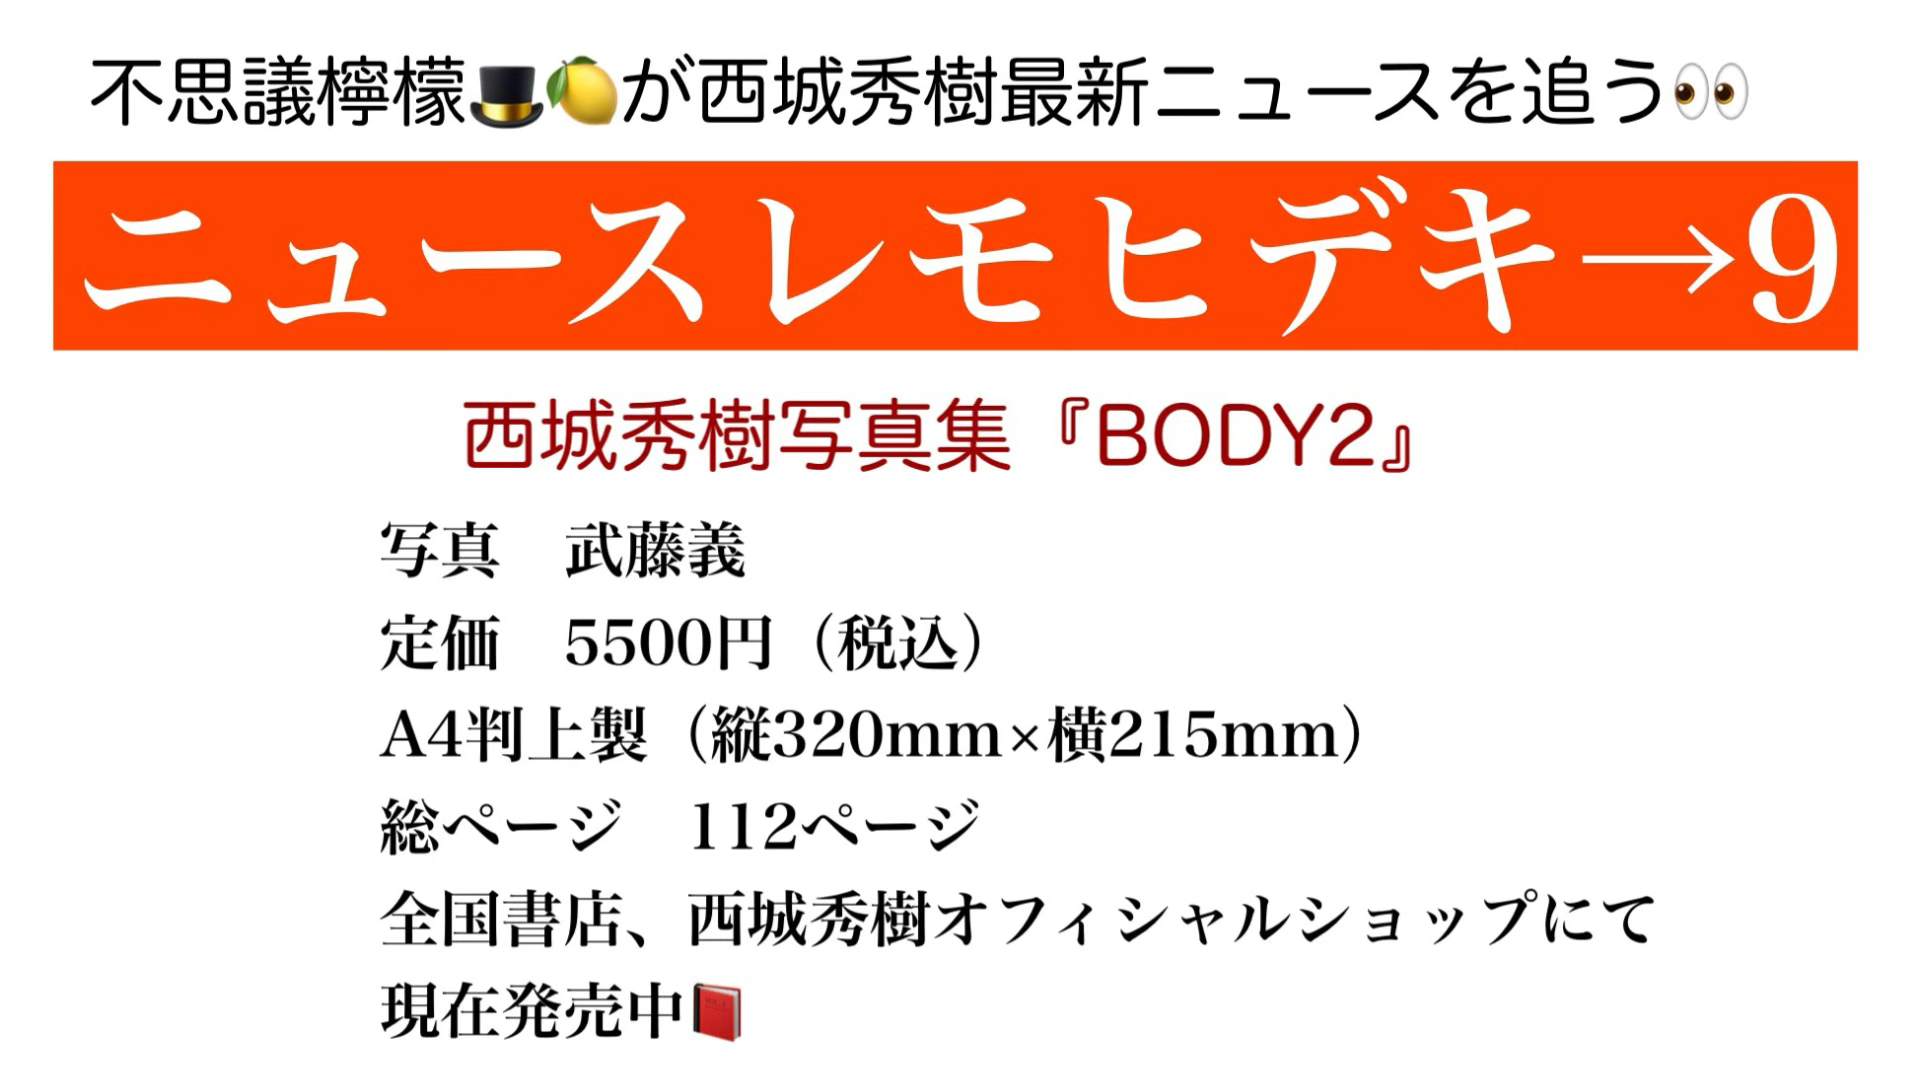 不思議檸檬🎩🍋が西城秀樹最新ニュースを追う👀
ニュースレモヒデキ→9
西城秀樹写真集『BODY2』
写真　武藤義
定価　5500円（税込）
A4判上製（縦320mm×横215mm）
総ページ　112ページ
全国書店、西城秀樹オフィシャルショップにて
現在発売中📕